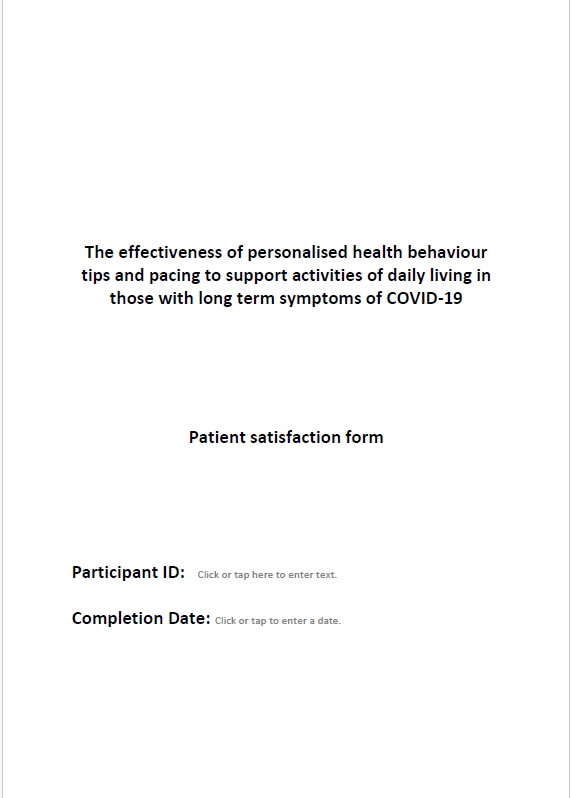 The effectiveness of personalised health behaviour
tips and pacing to support activities of daily living in
those with long term symptoms of COVID-19
Patient satisfaction form
Participant ID: Click or tap here to enter text.
Completion Date: Click or tap to enter a date.